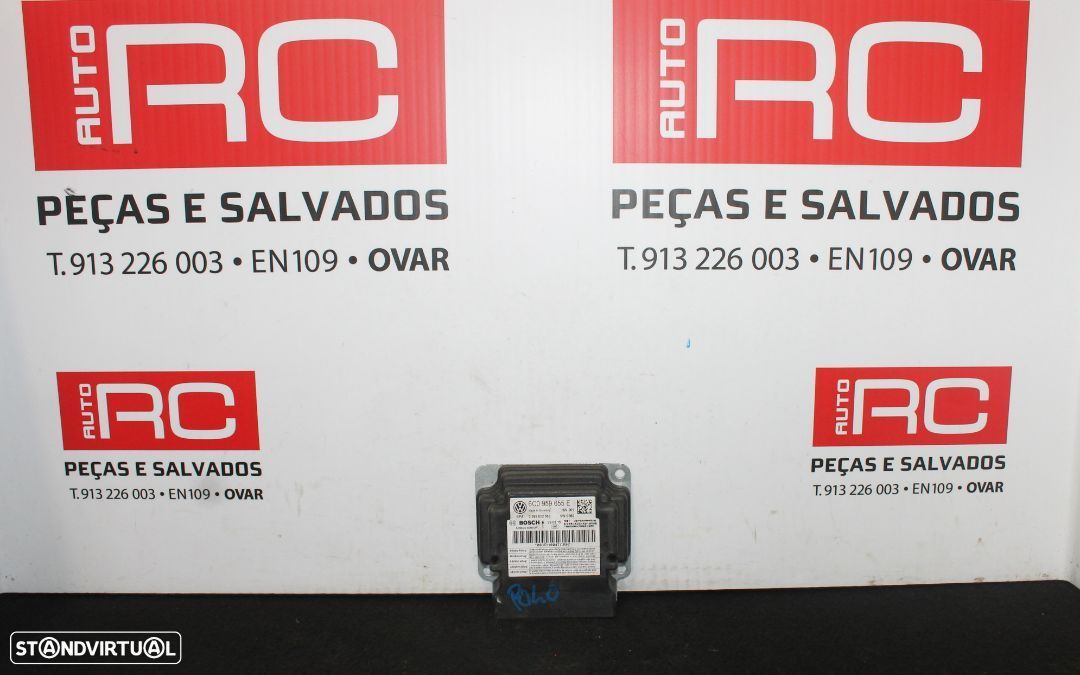 AUTO RC
PEÇAS E SALVADOS
T. 913 226 003 • EN109 • OVAR
AUTO RC
PEÇAS E SALVADOS
T. 913 226 003 • EN109 • OVAR
AUTO RC
PEÇAS E SALVADOS
T. 913 226 003 • EN109 • OVAR
AUTO RC
PEÇAS E SALVADOS
T. 913 226 003 • EN109 • OVAR
959 655 E
BOSCH
POLO
STANDVIRTUAL